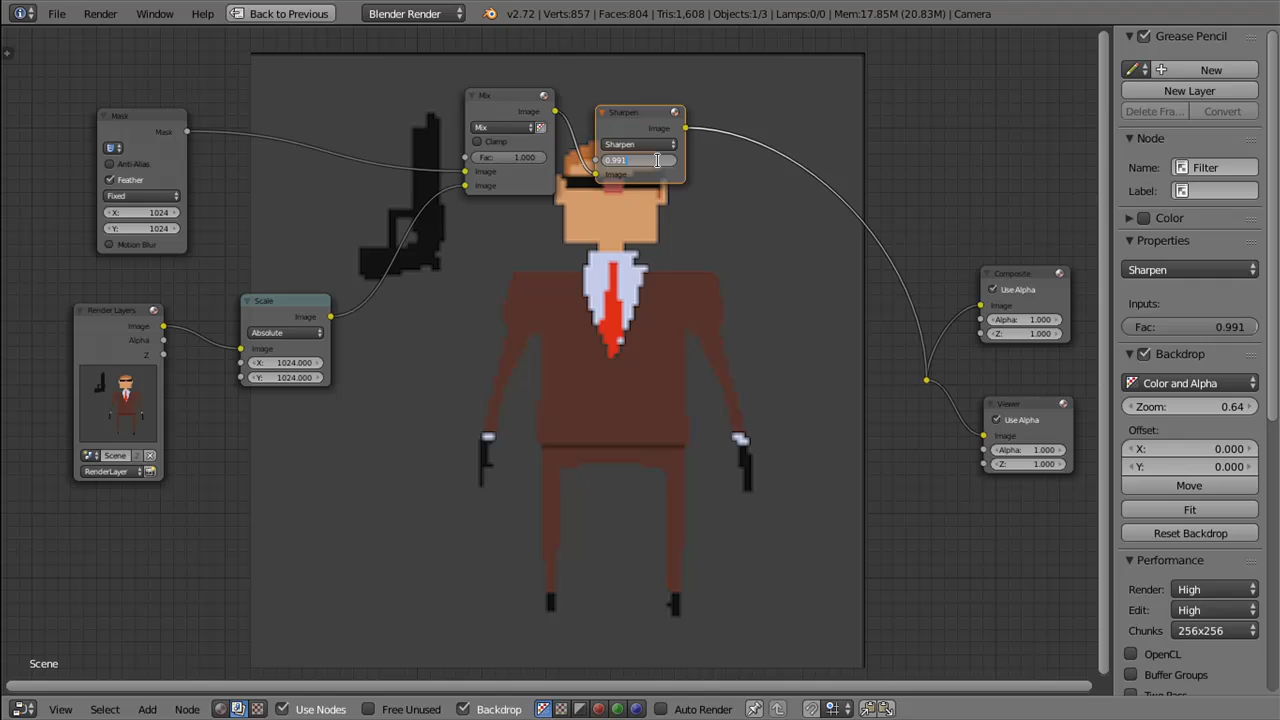 File Render Window Help Back to Previous Blender Render v2.72 | Verts:857 | Faces:804 | Tris:1,608 | Objects:1/3 | Lamps:0/0 | Mem:17.85M (20.83M) | Camera
Mask
Mask
Anti-Alias
Feather
Fixed
X: 1024
Y: 1024
Motion Blur
Mix
Image
Mix
Clamp
Fac: 1.000
Image
Image
Sharpen
Image
Sharpen
0.991
Image
Render Layers
Image
Alpha
Z
Scene 2
RenderLayer
Scale
Image
Absolute
Image
X: 1024.000
Y: 1024.000
Composite
Use Alpha
Image
Alpha: 1.000
Z: 1.000
Viewer
Use Alpha
Image
Alpha: 1.000
Z: 1.000
Grease Pencil
New
New Layer
Delete Fra... Convert
Node
Name: Filter
Label:
Color
Properties
Sharpen
Inputs:
Fac: 0.991
Backdrop
Color and Alpha
Zoom: 0.64
Offset:
X: 0.000
Y: 0.000
Move
Fit
Reset Backdrop
Performance
Render: High
Edit: High
Chunks 256x256
OpenCL
Buffer Groups
Two Pass
Scene
View Select Add Node Use Nodes Free Unused Backdrop Auto Render